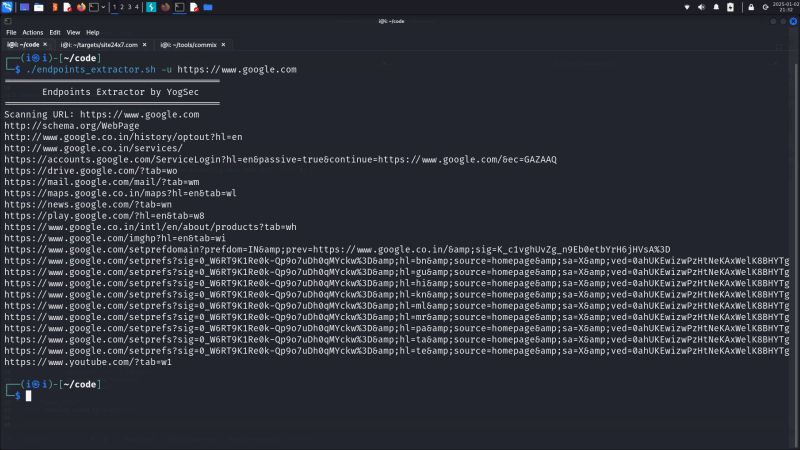 1 2 3 4
2025-01-02
21:32
i@i: ~/code
File Actions Edit View Help
i@i: ~/code × i@i: ~/targets/site24x7.com × i@i: ~/tools/commix ×
┌──(i㉿i)-[~/code]
└─$ ./endpoints_extractor.sh -u https://www.google.com
Endpoints Extractor by YogSec
Scanning URL: https://www.google.com
http://schema.org/WebPage
http://www.google.co.in/history/optout?hl=en
http://www.google.co.in/services/
https://accounts.google.com/ServiceLogin?hl=en&passive=true&continue=https://www.google.com/&ec=GAZAAQ
https://drive.google.com/?tab=wo
https://mail.google.com/mail/?tab=wm
https://maps.google.co.in/maps?hl=en&tab=wl
https://news.google.com/?tab=wn
https://play.google.com/?hl=en&tab=w8
https://www.google.co.in/intl/en/about/products?tab=wh
https://www.google.com/imghp?hl=en&tab=wi
https://www.google.com/setprefdomain?prefdom=IN&amp;prev=https://www.google.co.in/&amp;sig=K_c1vghUvZg_n9Eb0etbYrH6jHVsA%3D
https://www.google.com/setprefs?sig=0_W6RT9K1Re0k-Qp9o7uDh0qMYckw%3D&amp;hl=bn&amp;source=homepage&amp;sa=X&amp;ved=0ahUKEwizwPzHtNeKAxWelK8BHYTg
https://www.google.com/setprefs?sig=0_W6RT9K1Re0k-Qp9o7uDh0qMYckw%3D&amp;hl=gu&amp;source=homepage&amp;sa=X&amp;ved=0ahUKEwizwPzHtNeKAxWelK8BHYTg
https://www.google.com/setprefs?sig=0_W6RT9K1Re0k-Qp9o7uDh0qMYckw%3D&amp;hl=hi&amp;source=homepage&amp;sa=X&amp;ved=0ahUKEwizwPzHtNeKAxWelK8BHYTg
https://www.google.com/setprefs?sig=0_W6RT9K1Re0k-Qp9o7uDh0qMYckw%3D&amp;hl=kn&amp;source=homepage&amp;sa=X&amp;ved=0ahUKEwizwPzHtNeKAxWelK8BHYTg
https://www.google.com/setprefs?sig=0_W6RT9K1Re0k-Qp9o7uDh0qMYckw%3D&amp;hl=ml&amp;source=homepage&amp;sa=X&amp;ved=0ahUKEwizwPzHtNeKAxWelK8BHYTg
https://www.google.com/setprefs?sig=0_W6RT9K1Re0k-Qp9o7uDh0qMYckw%3D&amp;hl=mr&amp;source=homepage&amp;sa=X&amp;ved=0ahUKEwizwPzHtNeKAxWelK8BHYTg
https://www.google.com/setprefs?sig=0_W6RT9K1Re0k-Qp9o7uDh0qMYckw%3D&amp;hl=pa&amp;source=homepage&amp;sa=X&amp;ved=0ahUKEwizwPzHtNeKAxWelK8BHYTg
https://www.google.com/setprefs?sig=0_W6RT9K1Re0k-Qp9o7uDh0qMYckw%3D&amp;hl=ta&amp;source=homepage&amp;sa=X&amp;ved=0ahUKEwizwPzHtNeKAxWelK8BHYTg
https://www.google.com/setprefs?sig=0_W6RT9K1Re0k-Qp9o7uDh0qMYckw%3D&amp;hl=te&amp;source=homepage&amp;sa=X&amp;ved=0ahUKEwizwPzHtNeKAxWelK8BHYTg
https://www.youtube.com/?tab=w1
┌──(i㉿i)-[~/code]
└─$